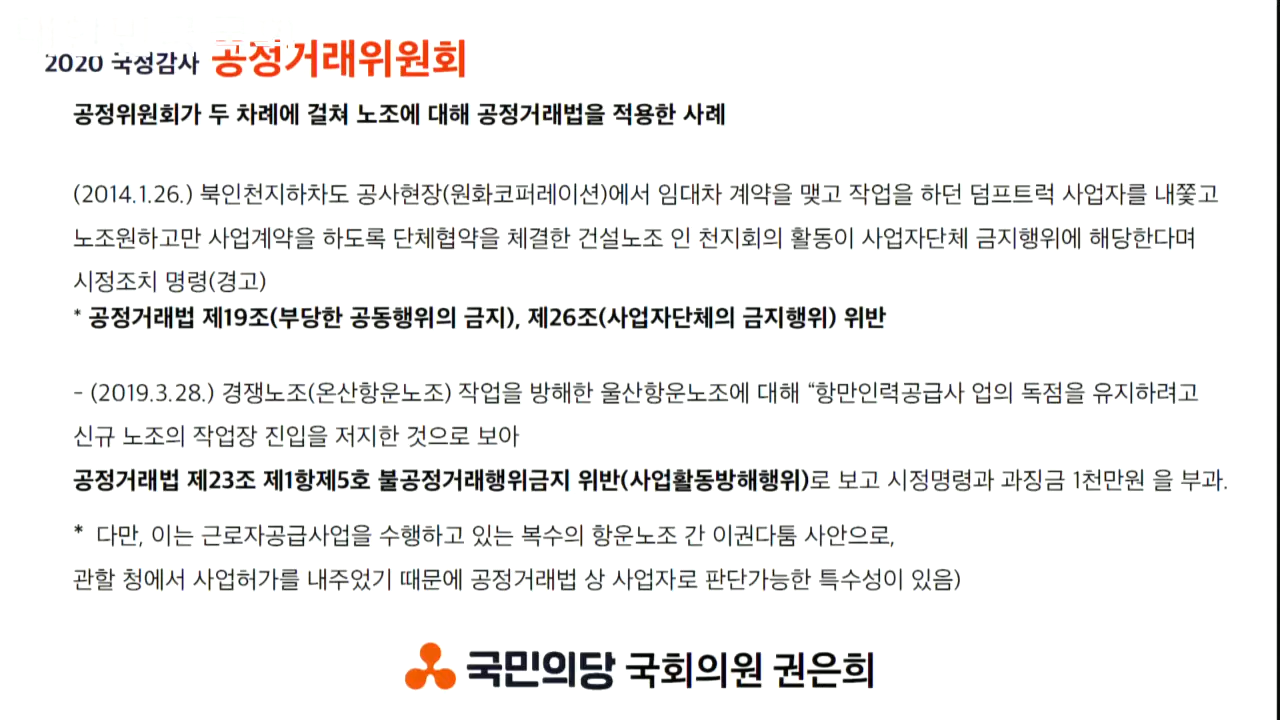 2020 국정감사 공정거래위원회
공정위원회가 두 차례에 걸쳐 노조에 대해 공정거래법을 적용한 사례
(2014.1.26.) 북인천지하차도 공사현장(원화코퍼레이션)에서 임대차 계약을 맺고 작업을 하던 덤프트럭 사업자를 내쫓고
노조원하고만 사업계약을 하도록 단체협약을 체결한 건설노조 인 천지회의 활동이 사업자단체 금지행위에 해당한다며
시정조치 명령(경고)
* 공정거래법 제19조(부당한 공동행위의 금지), 제26조(사업자단체의 금지행위) 위반
- (2019.3.28.) 경쟁노조(온산항운노조) 작업을 방해한 울산항운노조에 대해 “항만인력공급사 업의 독점을 유지하려고
신규 노조의 작업장 진입을 저지한 것으로 보아
공정거래법 제23조 제1항제5호 불공정거래행위금지 위반(사업활동방해행위)로 보고 시정명령과 과징금 1천만원 을 부과.
* 다만, 이는 근로자공급사업을 수행하고 있는 복수의 항운노조 간 이권다툼 사안으로,
관할 청에서 사업허가를 내주었기 때문에 공정거래법 상 사업자로 판단가능한 특수성이 있음)
국민의당 국회의원 권은희